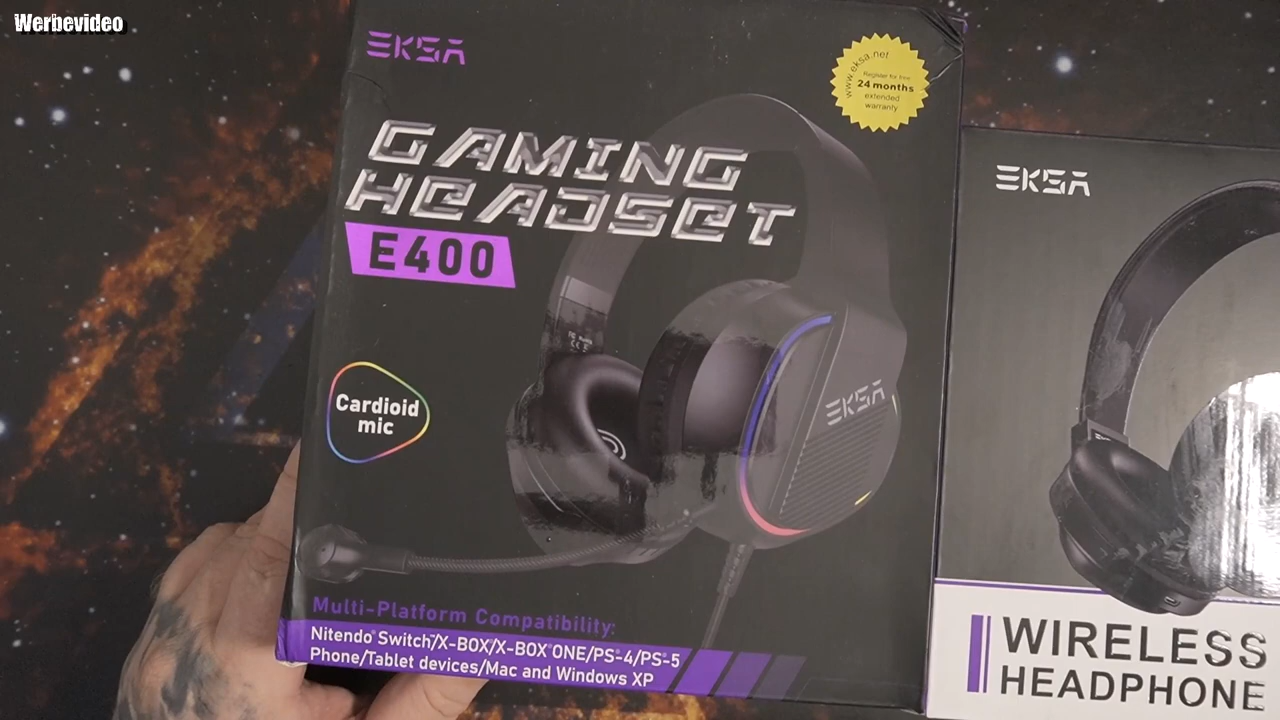 Werbevideo
EKSA
www.eksa.net
Register for free
24 months
extended
warranty
GAMING
HEADSET
E400
Cardioid
mic
EKSA
Multi-Platform Compatibility:
Nitendo® Switch/X-BOX/X-BOX ONE/PS®-4/PS®-5
Phone/Tablet devices/Mac and Windows XP
EKSA
WIRELESS
HEADPHONE